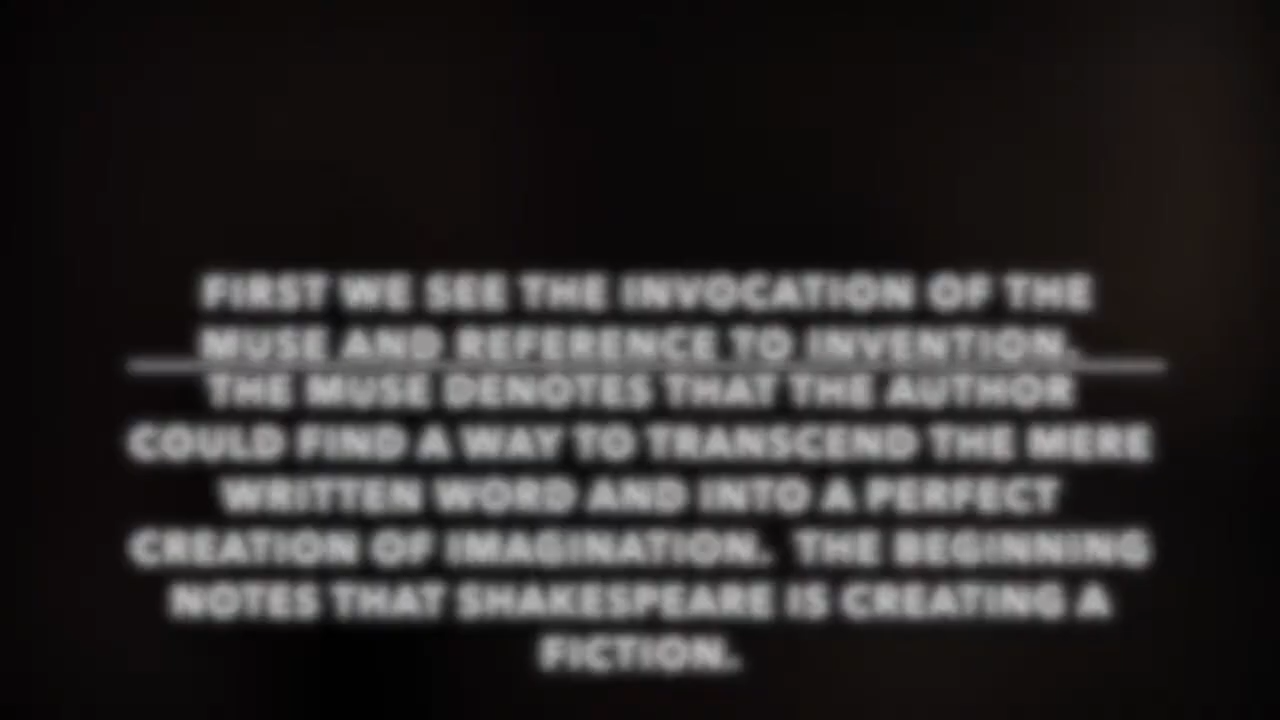 FIRST WE SEE THE INVOCATION OF THE
MUSE AND REFERENCE TO INVENTION.
THE MUSE DENOTES THAT THE AUTHOR
COULD FIND A WAY TO TRANSCEND THE MERE
WRITTEN WORD AND INTO A PERFECT
CREATION OF IMAGINATION. THE BEGINNING
NOTES THAT SHAKESPEARE IS CREATING A
FICTION.